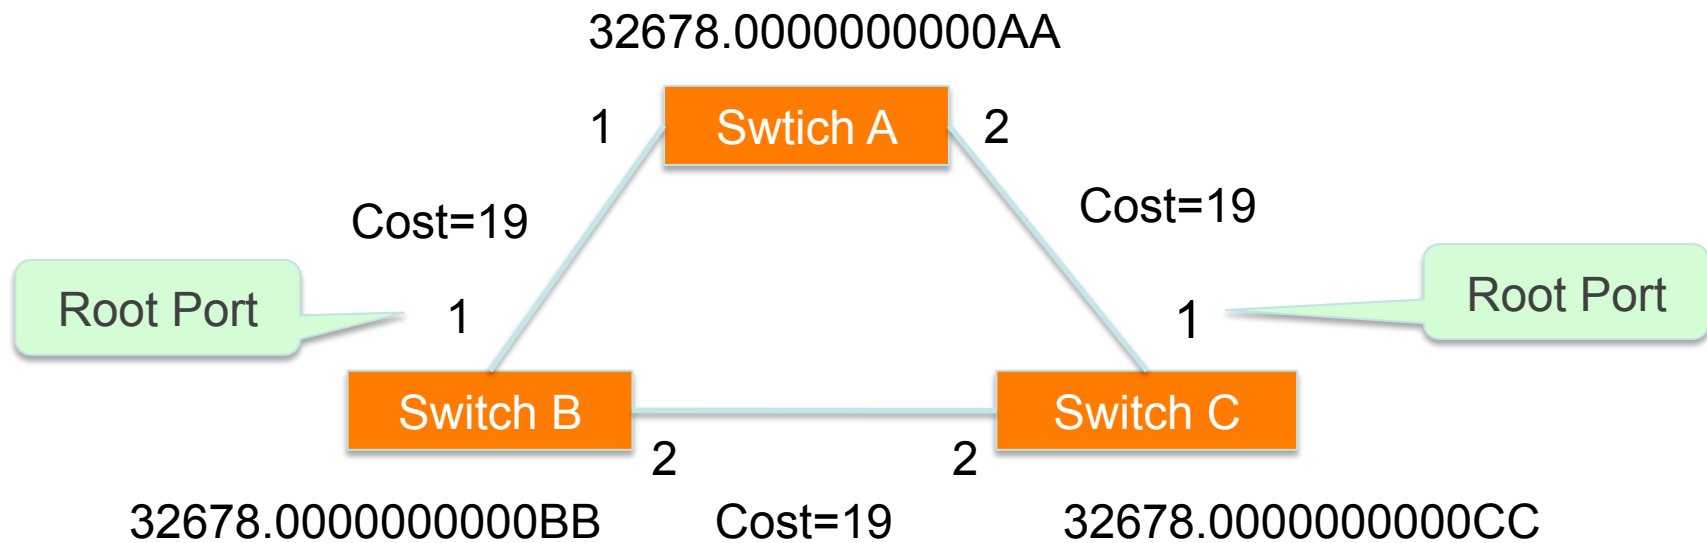 32678.0000000000AA
1
Swtich A
2
Cost=19
Cost=19
Root Port
1
1
Root Port
Switch B
Switch C
2
2
32678.0000000000BB
Cost=19
32678.0000000000CC